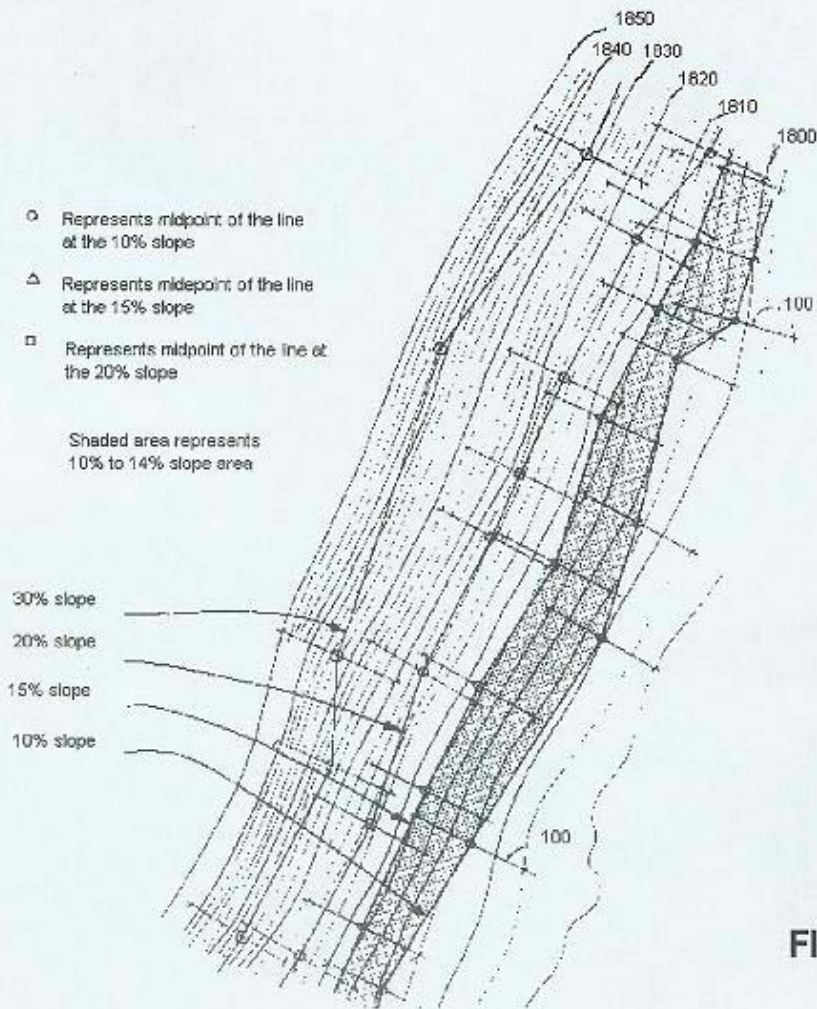 1850
1840
1830
1820
1810
1800
Represents midpoint of the line
at the 10% slope
Represents midepoint of the line
at the 15% slope
100
Represents midpoint of the line at
the 20% slope
Shaded area represents
10% to 14% slope area
30% slope
20% slope
15% slope
10% slope
100
FI